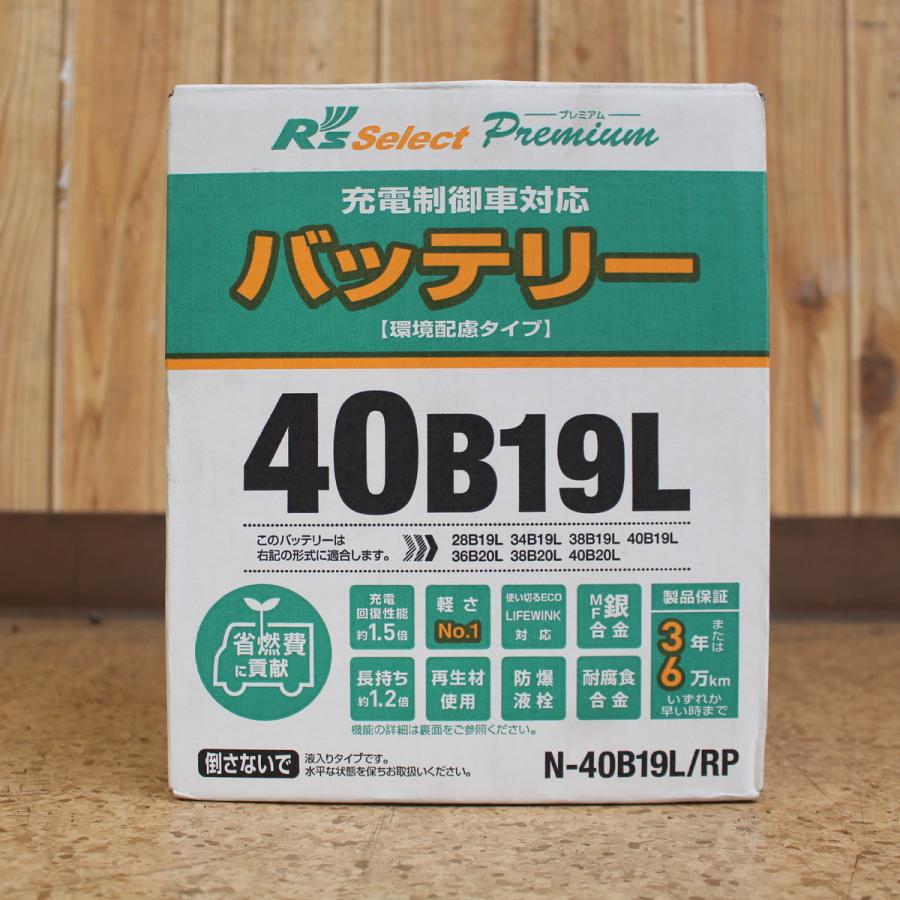 R's Select Premium
プレミアム
充電制御車対応
バッテリー
【環境配慮タイプ】
40B19L
このバッテリーは
右記の形式に適合します。
28B19L 34B19L 38B19L 40B19L
36B20L 38B20L 40B20L
省燃費
に貢献
充電
回復性能
約1.5倍
軽さ
No.1
使い切るECO
LIFEWINK
対応
MF銀
合金
製品保証
3年または
6万km
いずれか
早い時まで
長持ち
約1.2倍
再生材
使用
防爆
液栓
耐腐食
合金
機能の詳細は裏面をご参照ください。
倒さないで
液入りタイプです。
水平な状態を保ちお取扱いください。
N-40B19L/RP